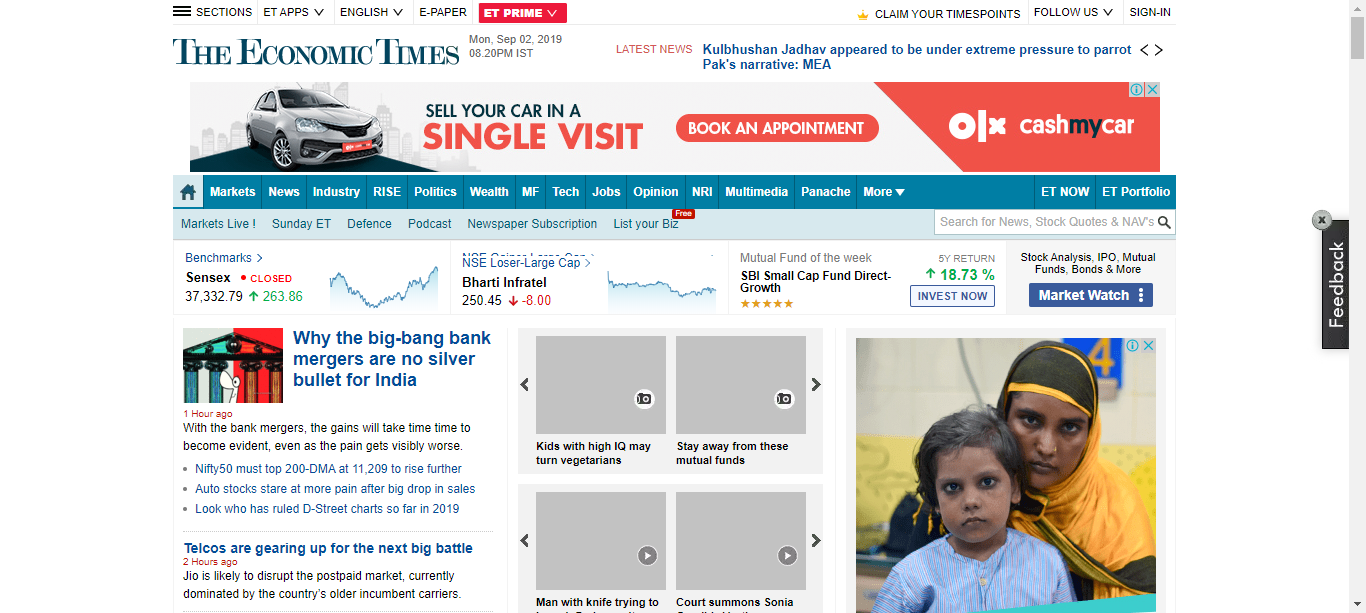 SECTIONS ET APPS ENGLISH E-PAPER ET PRIME CLAIM YOUR TIMESPOINTS FOLLOW US SIGN-IN
THE ECONOMIC TIMES
Mon, Sep 02, 2019
08.20PM IST
LATEST NEWS
Kulbhushan Jadhav appeared to be under extreme pressure to parrot
Pak's narrative: MEA
SELL YOUR CAR IN A
SINGLE VISIT
BOOK AN APPOINTMENT
olx cashmycar
Markets News Industry RISE Politics Wealth MF Tech Jobs Opinion NRI Multimedia Panache More ET NOW ET Portfolio
Markets Live ! Sunday ET Defence Podcast Newspaper Subscription List your Biz Free
Search for News, Stock Quotes & NAV's
Benchmarks
Sensex CLOSED
37,332.79 263.86
NSE Loser-Large Cap
Bharti Infratel
250.45 -8.00
Mutual Fund of the week
SBI Small Cap Fund Direct-
Growth
5Y RETURN
18.73 %
INVEST NOW
Stock Analysis, IPO, Mutual
Funds, Bonds & More
Market Watch
x
Feedback
Why the big-bang bank
mergers are no silver
bullet for India
1 Hour ago
With the bank mergers, the gains will take time time to
become evident, even as the pain gets visibly worse.
Nifty50 must top 200-DMA at 11,209 to rise further
Auto stocks stare at more pain after big drop in sales
Look who has ruled D-Street charts so far in 2019
Telcos are gearing up for the next big battle
2 Hours ago
Jio is likely to disrupt the postpaid market, currently
dominated by the country's older incumbent carriers.
Kids with high IQ may
turn vegetarians
Stay away from these
mutual funds
Man with knife trying to
Court summons Sonia
4